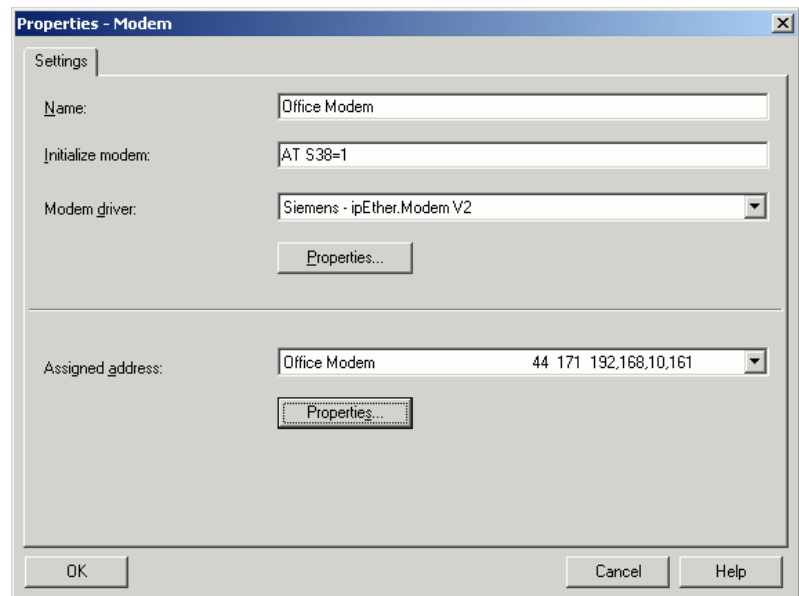 Properties - Modem
Settings
Name: Office Modem
Initialize modem: AT S38=1
Modem driver: Siemens - ipEther.Modem V2
Properties...
Assigned address: Office Modem 44 171 192,168,10,161
Properties...
OK Cancel Help